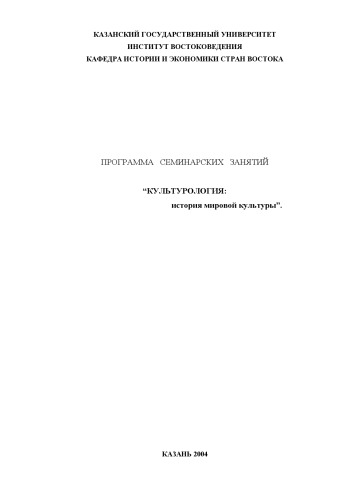 КАЗАНСКИЙ ГОСУДАРСТВЕННЫЙ УНИВЕРСИТЕТ
ИНСТИТУТ ВОСТОКОВЕДЕНИЯ
КАФЕДРА ИСТОРИИ И ЭКОНОМИКИ СТРАН ВОСТОКА
ПРОГРАММА СЕМИНАРСКИХ ЗАНЯТИЙ
“КУЛЬТУРОЛОГИЯ:
история мировой культуры”.
КАЗАНЬ 2004